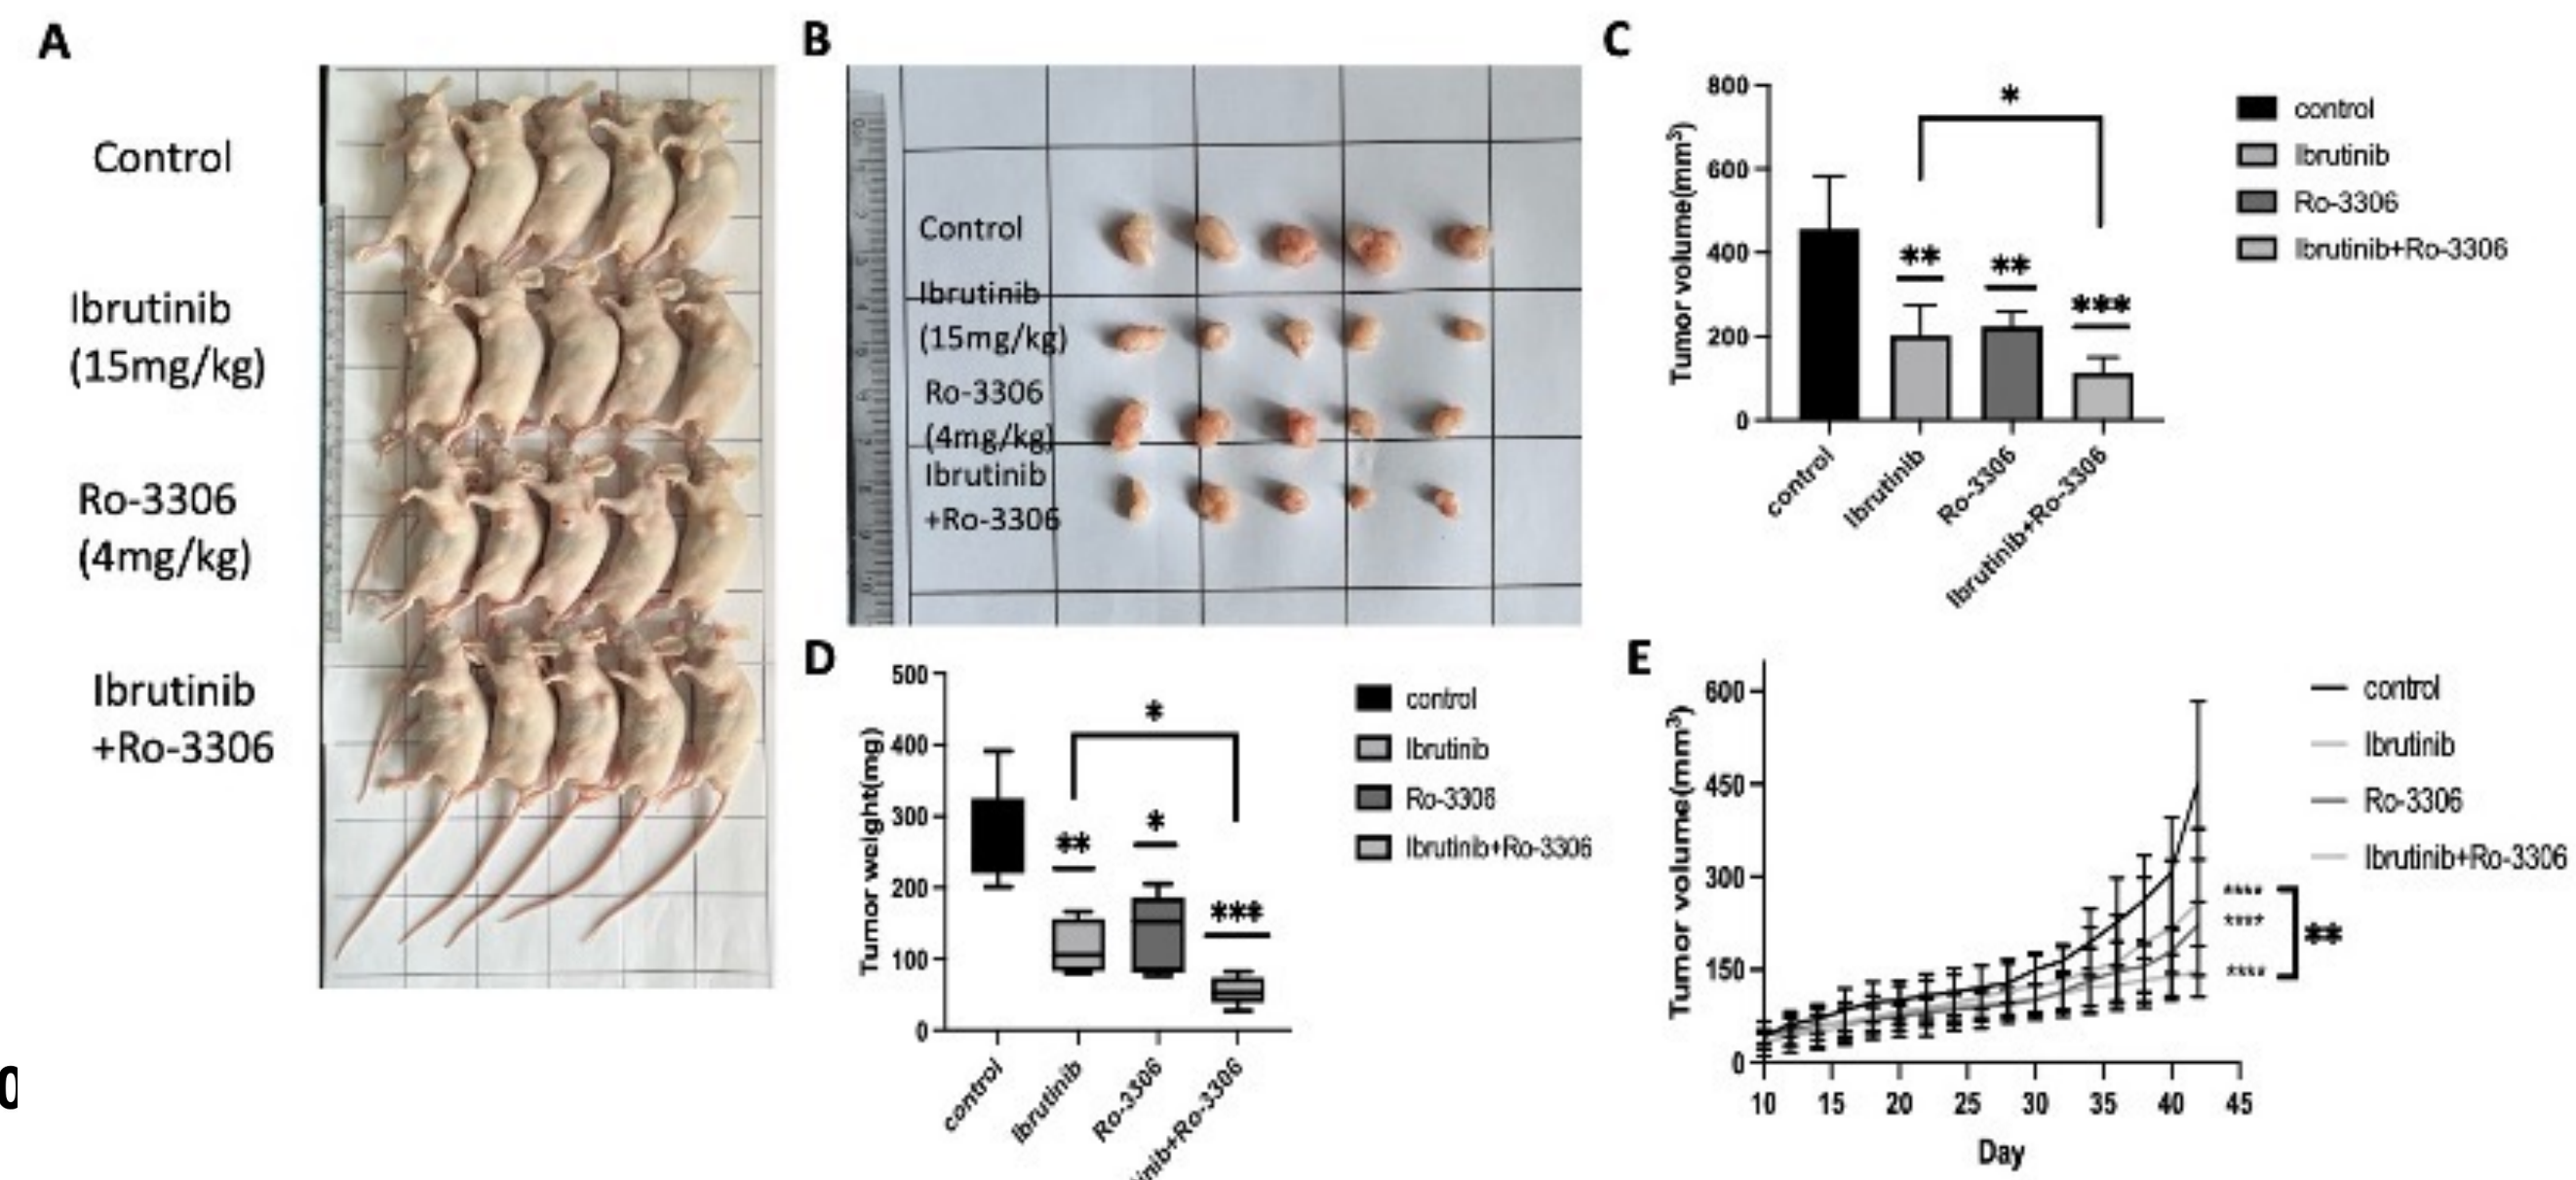 A
Control
Ibrutinib
(15mg/kg)
Ro-3306
(4mg/kg)
Ibrutinib
+Ro-3306
B
Control
Ibrutinib
(15mg/kg)
Ro-3306
(4mg/kg)
Ibrutinib
+Ro-3306
C
Tumor volume(mm³)
800
600
400
200
0
*
**
**
***
control
Ibrutinib
Ro-3306
Ibrutinib+Ro-3306
control
Ibrutinib
Ro-3306
Ibrutinib+Ro-3306
D
Tumor weight(mg)
500
400
300
200
100
0
*
**
*
***
control
Ibrutinib
Ro-3306
inib+Ro-3306
control
Ibrutinib
Ro-3306
Ibrutinib+Ro-3306
E
Tumor volume(mm³)
600
450
300
150
0
10 15 20 25 30 35 40 45
Day
****
****
****
**
control
Ibrutinib
Ro-3306
Ibrutinib+Ro-3306